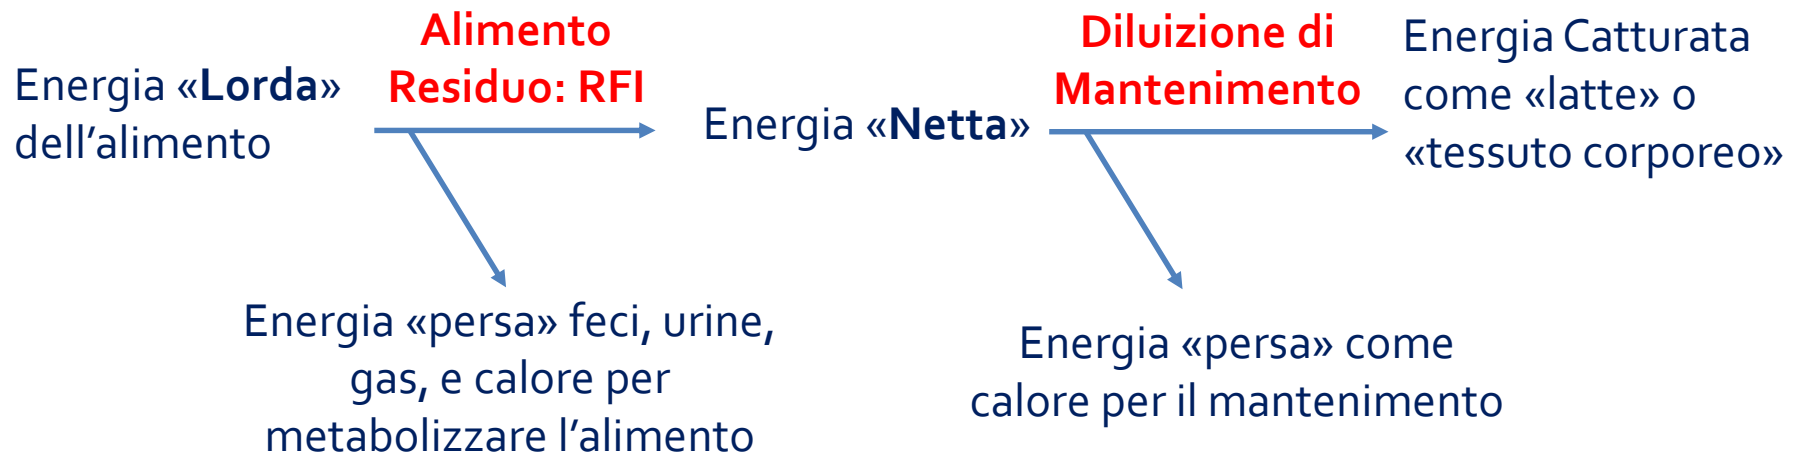 Energia «Lorda»
dell’alimento
Alimento
Residuo: RFI
Energia «Netta»
Diluizione di
Mantenimento
Energia Catturata
come «latte» o
«tessuto corporeo»
Energia «persa» feci, urine,
gas, e calore per
metabolizzare l’alimento
Energia «persa» come
calore per il mantenimento